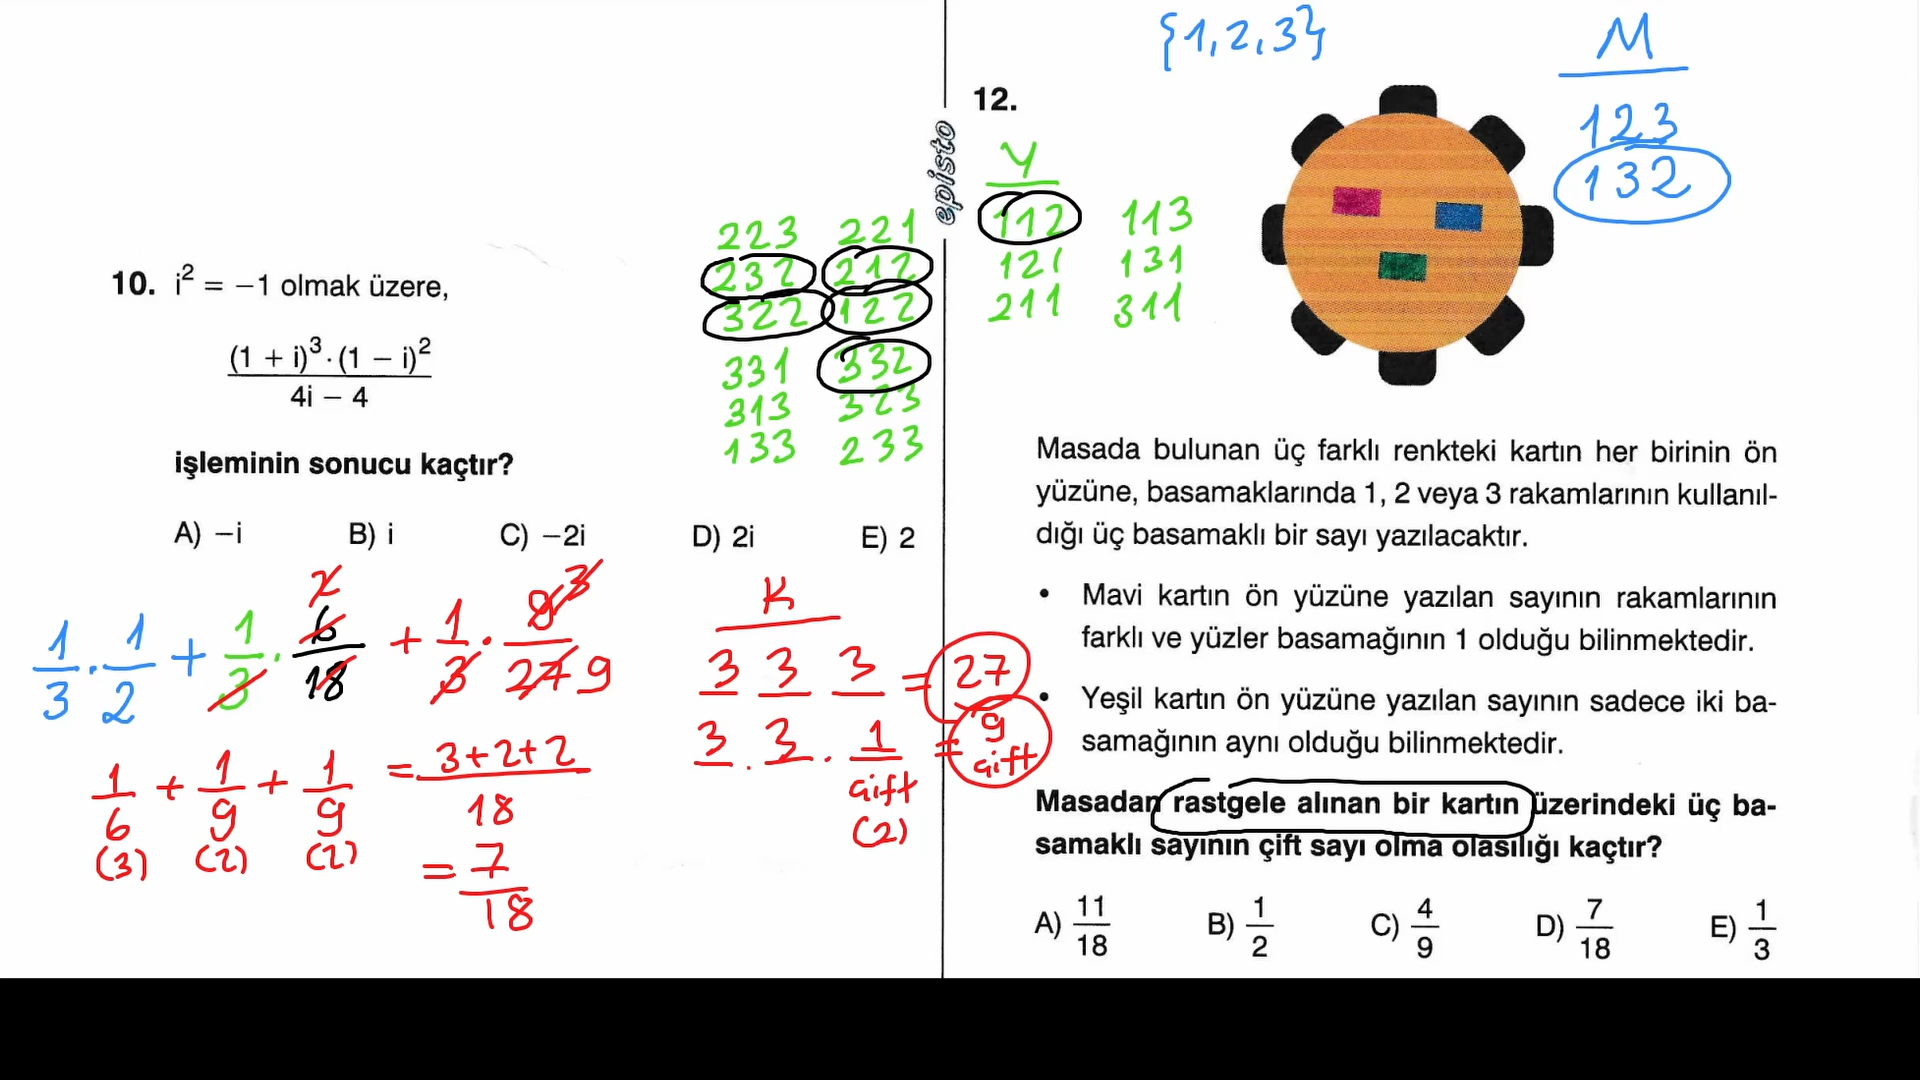 223 221
232 212
322 122
331 332
313 323
133 233
10. i² = −1 olmak üzere,
(1 + i)³ · (1 − i)²
4i − 4
işleminin sonucu kaçtır?
A) −i B) i C) −2i D) 2i E) 2
1/3 · 1/2 + 1/3 · 6/18 + 1/3 · 9/27
2 3
9
1/6 + 1/9 + 1/9 = 3+2+2/18
(3) (2) (2)
= 7/18
K
3 3 3 = 27
3 . 3 . 1 = 9 çift
çift
(2)
episto
{1, 2, 3}
M
123
132
12.
Y
112 113
121 131
211 311
Masada bulunan üç farklı renkteki kartın her birinin ön
yüzüne, basamaklarında 1, 2 veya 3 rakamlarının kullanıl-
dığı üç basamaklı bir sayı yazılacaktır.
• Mavi kartın ön yüzüne yazılan sayının rakamlarının
farklı ve yüzler basamağının 1 olduğu bilinmektedir.
• Yeşil kartın ön yüzüne yazılan sayının sadece iki ba-
samağının aynı olduğu bilinmektedir.
Masadan rastgele alınan bir kartın üzerindeki üç ba-
samaklı sayının çift sayı olma olasılığı kaçtır?
A) 11/18 B) 1/2 C) 4/9 D) 7/18 E) 1/3